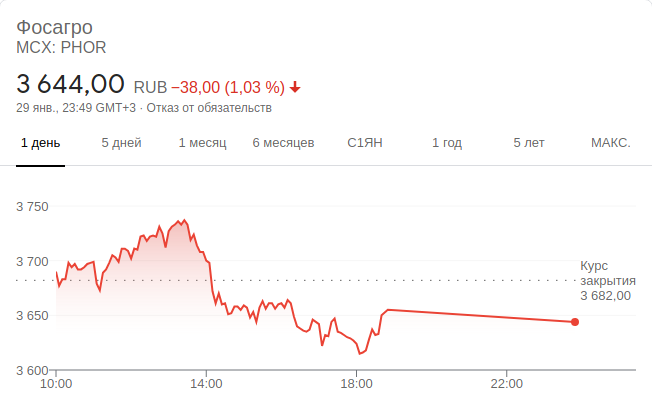 Фосагро
MCX: PHOR
3 644,00 RUB −38,00 (1,03 %)
29 янв., 23:49 GMT+3 · Отказ от обязательств
1 день 5 дней 1 месяц 6 месяцев С1ЯН 1 год 5 лет МАКС.
3 750
3 700
3 650
3 600
Курс
закрытия
3 682,00
10:00 14:00 18:00 22:00